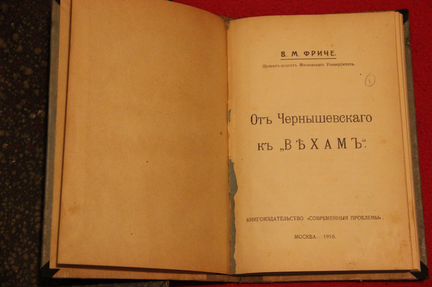 В. М. ФРИЧЕ.
Приватъ-доцентъ Московскаго Университета.
Отъ Чернышевскаго
къ „ВѢХАМЪ“.
КНИГОИЗДАТЕЛЬСТВО «СОВРЕМЕННЫЯ ПРОБЛЕМЫ».
МОСКВА. 1910.